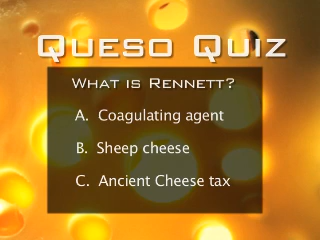 Queso Quiz
What is Rennett?
A. Coagulating agent
B. Sheep cheese
C. Ancient Cheese tax